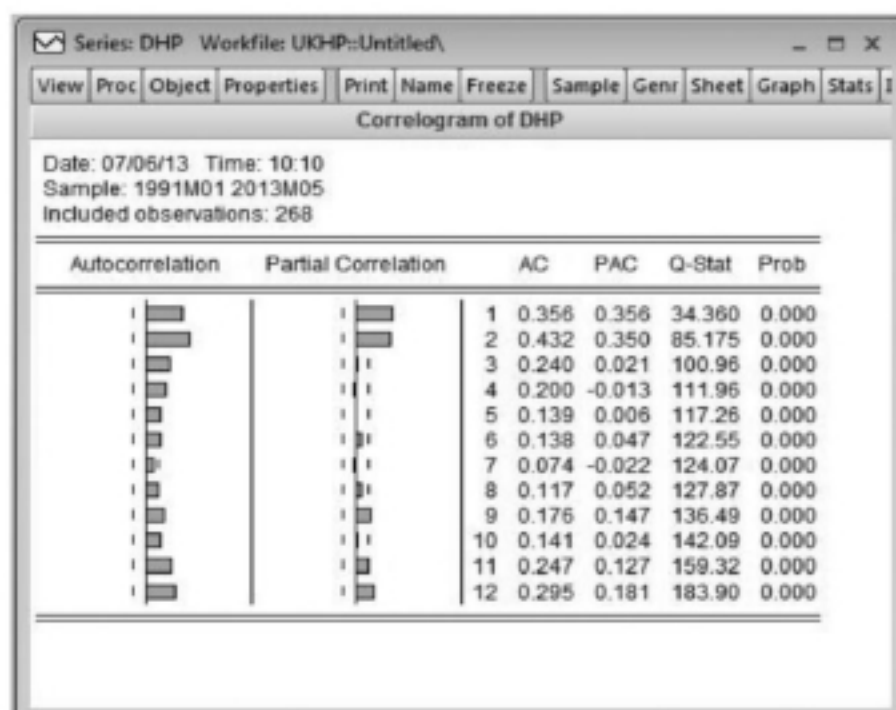 Series: DHP Workfile: UKHP::Untitled\
View Proc Object Properties Print Name Freeze Sample Genr Sheet Graph Stats I
Correlogram of DHP
Date: 07/06/13 Time: 10:10
Sample: 1991M01 2013M05
Included observations: 268
Autocorrelation Partial Correlation AC PAC Q-Stat Prob
1 0.356 0.356 34.360 0.000
2 0.432 0.350 85.175 0.000
3 0.240 0.021 100.96 0.000
4 0.200 -0.013 111.96 0.000
5 0.139 0.006 117.26 0.000
6 0.138 0.047 122.55 0.000
7 0.074 -0.022 124.07 0.000
8 0.117 0.052 127.87 0.000
9 0.176 0.147 136.49 0.000
10 0.141 0.024 142.09 0.000
11 0.247 0.127 159.32 0.000
12 0.295 0.181 183.90 0.000